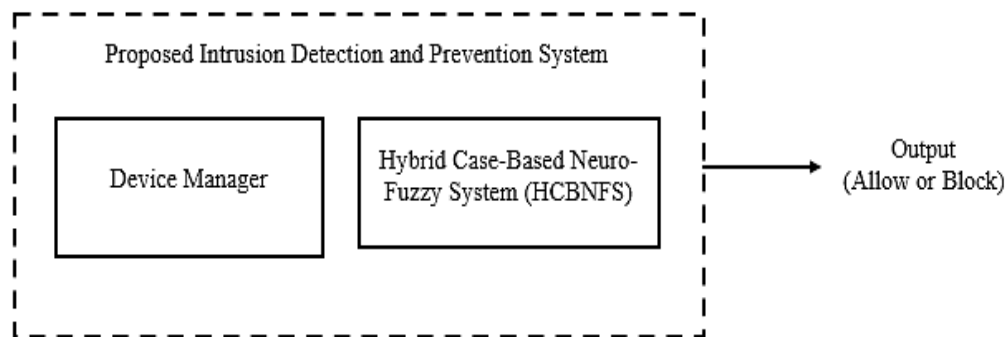 Proposed Intrusion Detection and Prevention System
Device Manager
Hybrid Case-Based Neuro-
Fuzzy System (HCBNFS)
Output
(Allow or Block)